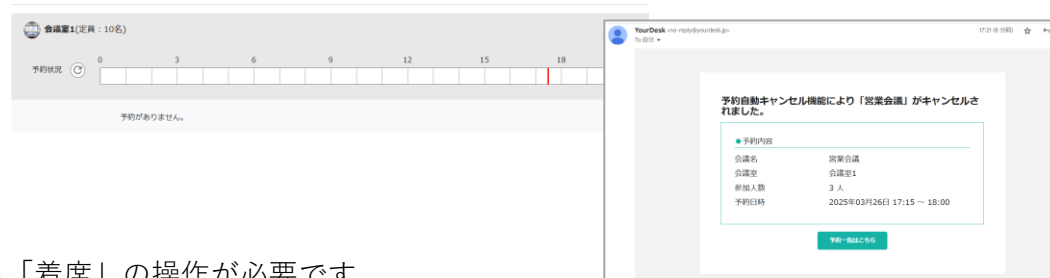 会議室1(定員：10名)
予約状況
0 3 6 9 12 15 18
予約がありません。
「着席」の操作が必要です
YourDesk <no-reply@yourdesk.jp>
17:21 (8 分前)
To 自分
予約自動キャンセル機能により「営業会議」がキャンセルさ
れました。
●予約内容
会議名 営業会議
会議室 会議室1
参加人数 3 人
予約日時 2025年03月26日 17:15 ～ 18:00
予約一覧はこちら